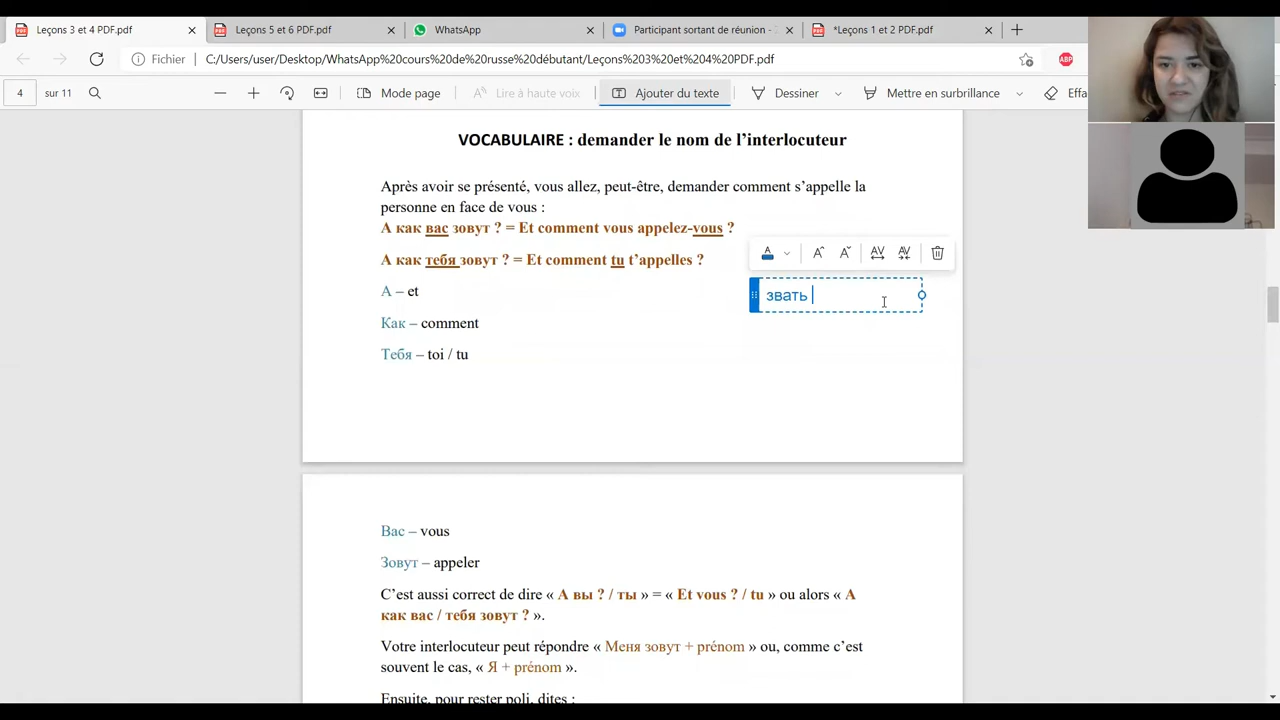 Leçons 3 et 4 PDF.pdf
Leçons 5 et 6 PDF.pdf
WhatsApp
Participant sortant de réunion -
*Leçons 1 et 2 PDF.pdf
Fichier
C:/Users/user/Desktop/WhatsApp%20cours%20de%20russe%20débutant/Leçons%203%20et%204%20PDF.pdf
ABP
4 sur 11
Mode page
Lire à haute voix
Ajouter du texte
Dessiner
Mettre en surbrillance
Effa
VOCABULAIRE : demander le nom de l’interlocuteur
Après avoir se présenté, vous allez, peut-être, demander comment s’appelle la
personne en face de vous :
А как вас зовут ? = Et comment vous appelez-vous ?
А как тебя зовут ? = Et comment tu t’appelles ?
звать
А – et
Как – comment
Тебя – toi / tu
Вас – vous
Зовут – appeler
C’est aussi correct de dire « А вы ? / ты » = « Et vous ? / tu » ou alors « А
как вас / тебя зовут ? ».
Votre interlocuteur peut répondre « Меня зовут + prénom » ou, comme c’est
souvent le cas, « Я + prénom ».
Ensuite, pour rester poli, dites :